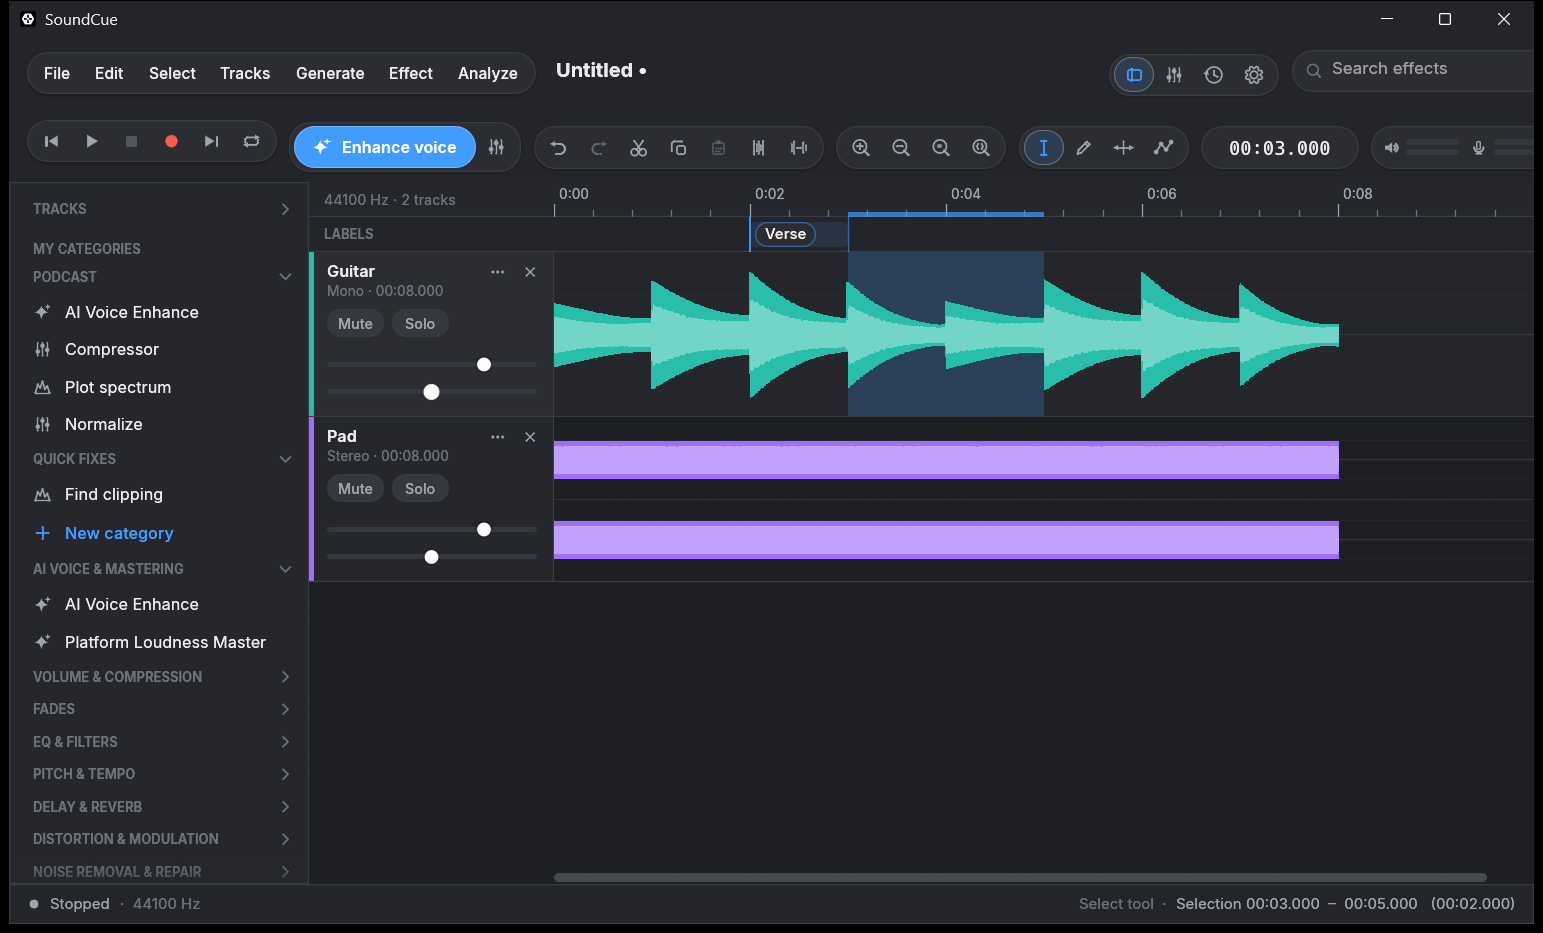 SoundCue
File Edit Select Tracks Generate Effect Analyze
Untitled •
Search effects
Enhance voice
00:03.000
TRACKS
MY CATEGORIES
PODCAST
AI Voice Enhance
Compressor
Plot spectrum
Normalize
QUICK FIXES
Find clipping
New category
AI VOICE & MASTERING
AI Voice Enhance
Platform Loudness Master
VOLUME & COMPRESSION
FADES
EQ & FILTERS
PITCH & TEMPO
DELAY & REVERB
DISTORTION & MODULATION
NOISE REMOVAL & REPAIR
44100 Hz · 2 tracks
0:00 0:02 0:04 0:06 0:08
LABELS
Verse
Guitar
Mono · 00:08.000
Mute Solo
Pad
Stereo · 00:08.000
Mute Solo
Stopped · 44100 Hz
Select tool · Selection 00:03.000 – 00:05.000 (00:02.000)